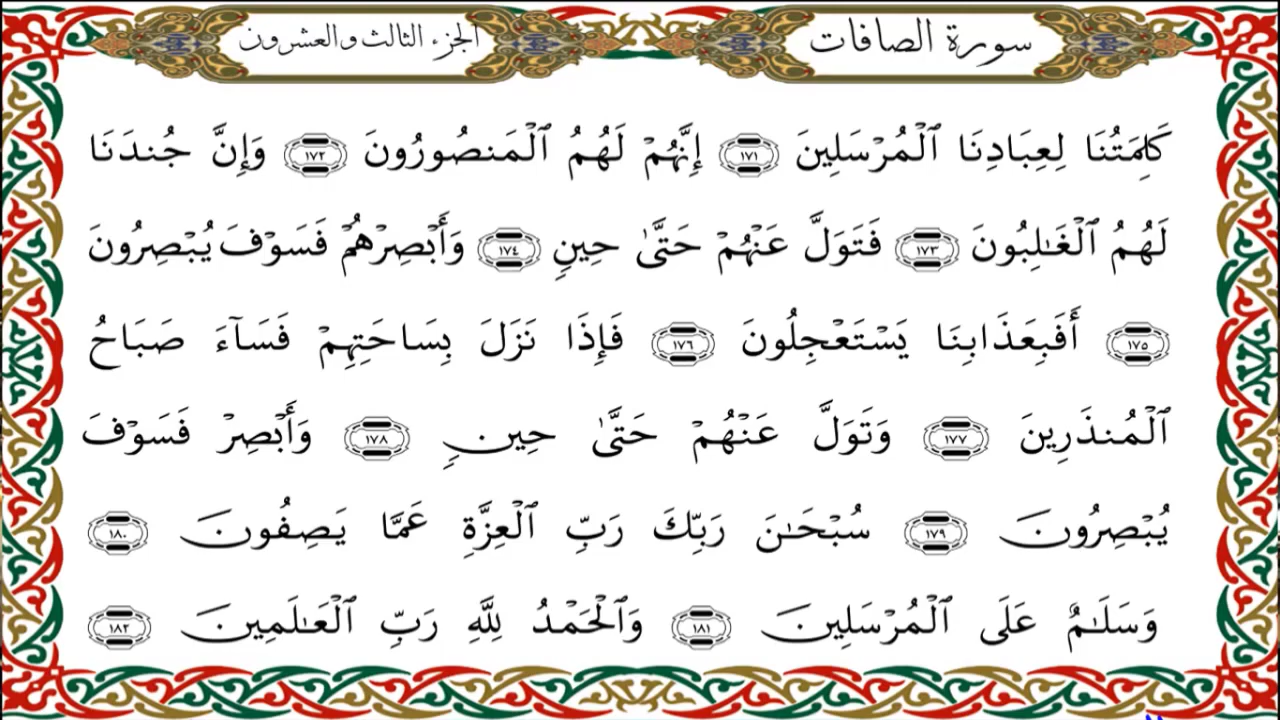 سورة الصافات
الجزء الثالث والعشرون
كَلِمَتُنَا لِعِبَادِنَا ٱلْمُرْسَلِينَ ١٧١ إِنَّهُمْ لَهُمُ ٱلْمَنصُورُونَ ١٧٢ وَإِنَّ جُندَنَا
لَهُمُ ٱلْغَـٰلِبُونَ ١٧٣ فَتَوَلَّ عَنْهُمْ حَتَّىٰ حِينٍ ١٧٤ وَأَبْصِرْهُمْ فَسَوْفَ يُبْصِرُونَ
١٧٥ أَفَبِعَذَابِنَا يَسْتَعْجِلُونَ ١٧٦ فَإِذَا نَزَلَ بِسَاحَتِهِمْ فَسَآءَ صَبَاحُ
ٱلْمُنذَرِينَ ١٧٧ وَتَوَلَّ عَنْهُمْ حَتَّىٰ حِينٍ ١٧٨ وَأَبْصِرْ فَسَوْفَ
يُبْصِرُونَ ١٧٩ سُبْحَـٰنَ رَبِّكَ رَبِّ ٱلْعِزَّةِ عَمَّا يَصِفُونَ ١٨٠
وَسَلَـٰمٌ عَلَى ٱلْمُرْسَلِينَ ١٨١ وَٱلْحَمْدُ لِلَّهِ رَبِّ ٱلْعَـٰلَمِينَ ١٨٢